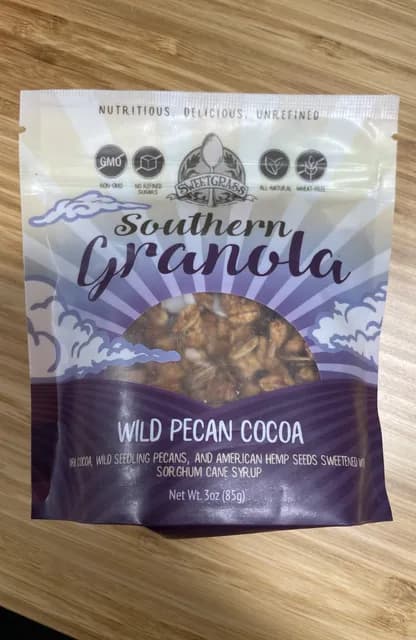 NUTRITIOUS, DELICIOUS, UNREFINED
GMO
NON-GMO
NO REFINED
SUGARS
SWEETGRASS
ALL-NATURAL
WHEAT-FREE
Southern
Granola
WILD PECAN COCOA
COCOA, WILD SEEDLING PECANS, AND AMERICAN HEMP SEEDS SWEETENED
SORGHUM CANE SYRUP
Net Wt. 3oz (85g)